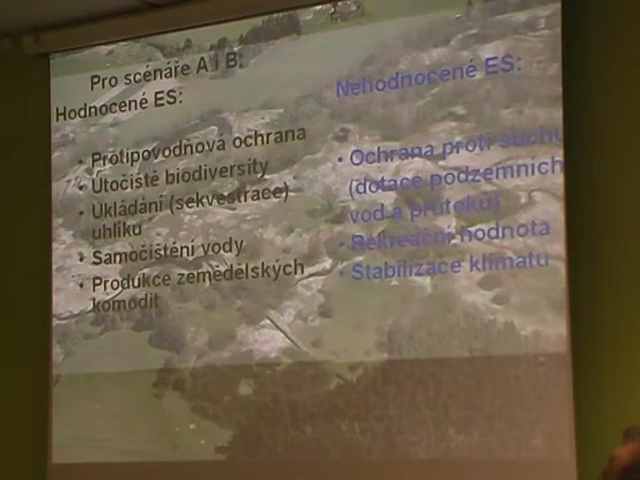 Pro scénáře A i B:
Hodnocené ES:
• Protipovodňová ochrana
• Útočiště biodiversity
• Ukládání (sekvestrace)
uhlíku
• Samočištění vody
• Produkce zemědělských
komodit
Nehodnocené ES:
• Ochrana proti suchu
(dotace podzemních
vod a průtoků)
• Rekreační hodnota
• Stabilizace klimatu